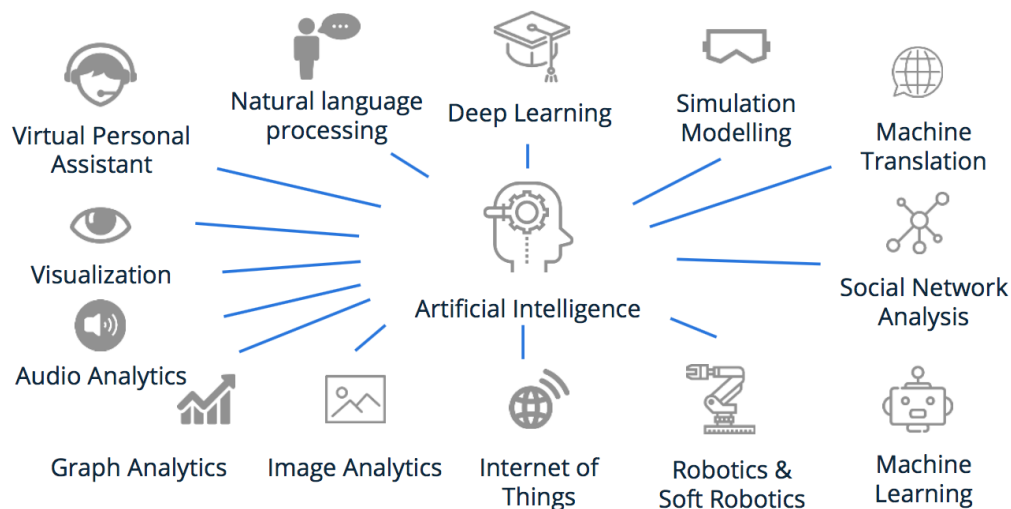 Virtual Personal
Assistant
Natural language
processing
Deep Learning
Simulation
Modelling
Machine
Translation
Visualization
Artificial Intelligence
Social Network
Analysis
Audio Analytics
Graph Analytics
Image Analytics
Internet of
Things
Robotics &
Soft Robotics
Machine
Learning